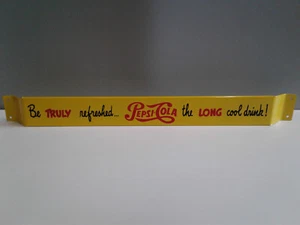 Be TRULY refreshed... PEPSI-COLA the LONG cool drink!